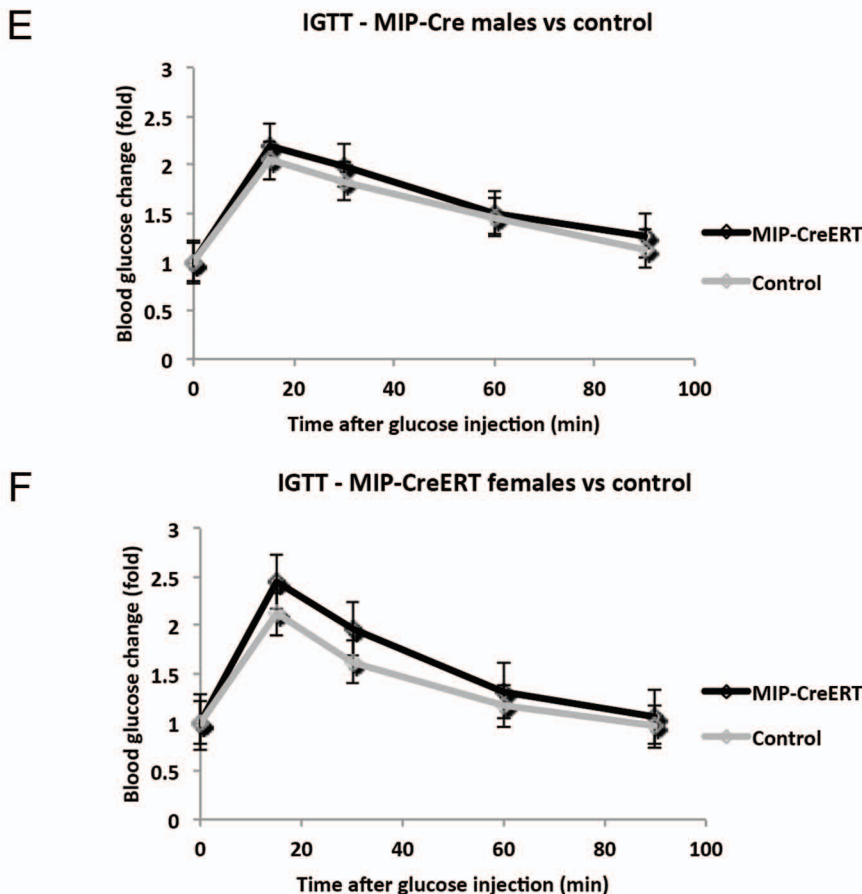 E
IGTT - MIP-Cre males vs control
3
2.5
2
1.5
1
0.5
0
Blood glucose change (fold)
0 20 40 60 80 100
Time after glucose injection (min)
MIP-CreERT
Control
F
IGTT - MIP-CreERT females vs control
3
2.5
2
1.5
1
0.5
0
Blood glucose change (fold)
0 20 40 60 80 100
Time after glucose injection (min)
MIP-CreERT
Control